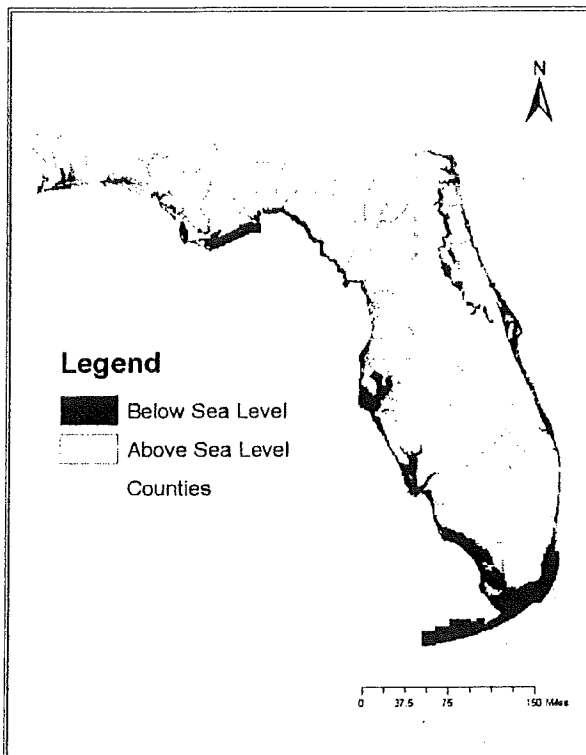 N
Legend
Below Sea Level
Above Sea Level
Counties
0 37.5 75 150 Miles